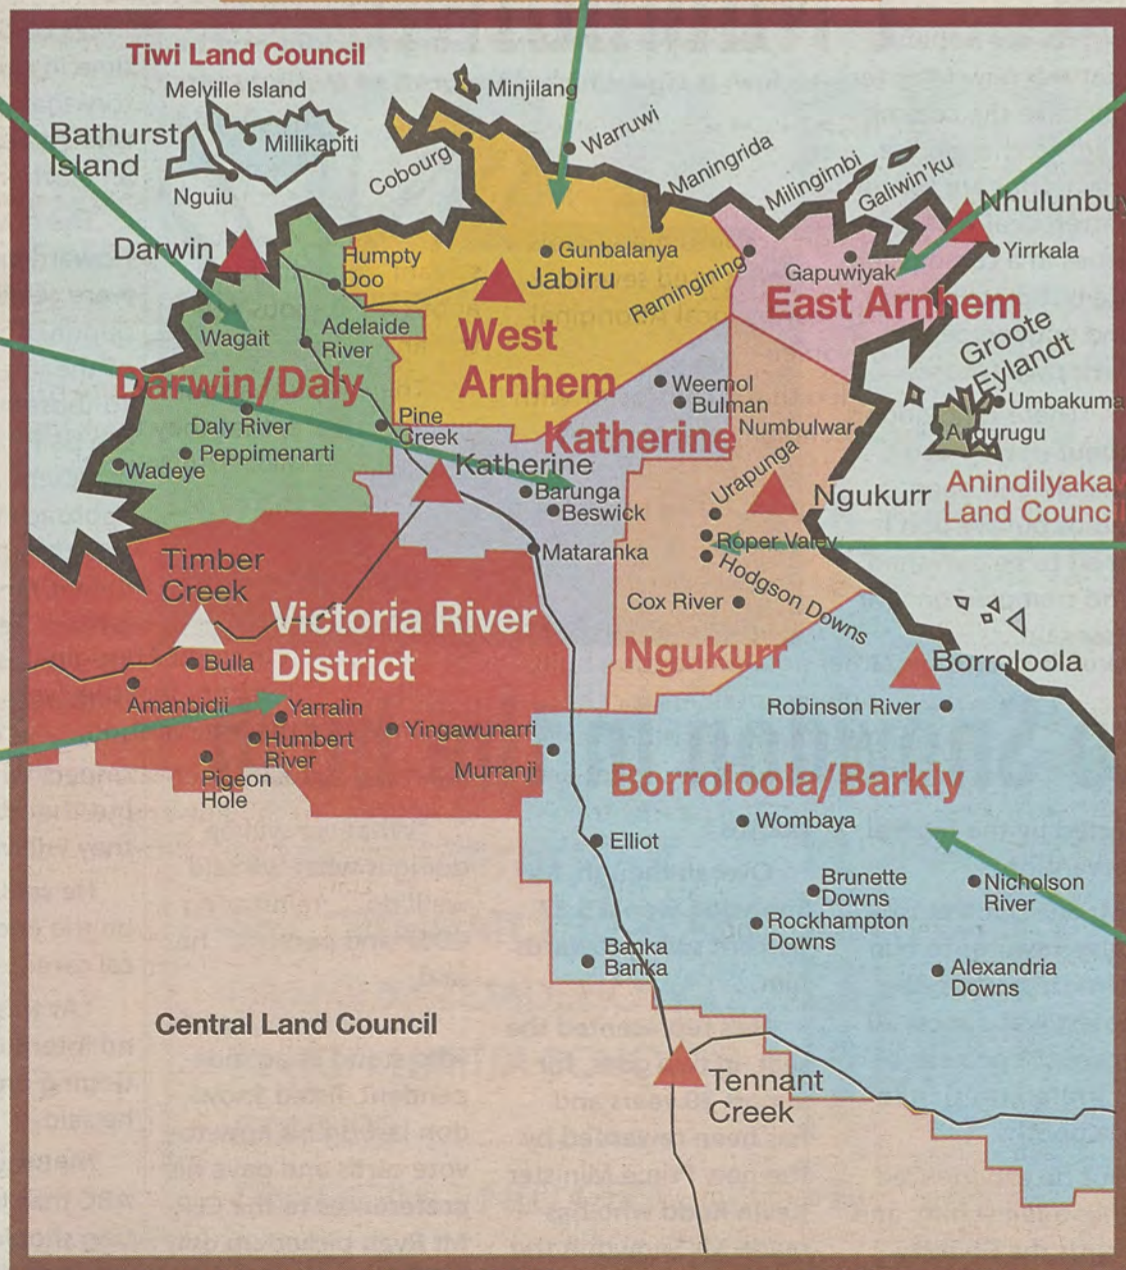 Tiwi Land Council
Melville Island
Minjilang
Bathurst
Island
Millikapiti
Warruwi
Cobourg
Maningrida
Milingimbi
Galiwin'ku
Nguiu
Nhulunbuy
Darwin
Humpty
Doo
Gunbalanya
Yirrkala
Jabiru
Ramingining
Gapuwiyak
East Arnhem
Wagait
Adelaide
River
West
Arnhem
Groote
Eylandt
Darwin/Daly
Weemol
Bulman
Umbakuma
Daly River
Pine
Creek
Katherine
Numbulwar
Angurugu
Peppimenarti
Wadeye
Katherine
Urapunga
Anindilyakay
Land Council
Barunga
Beswick
Ngukurr
Mataranka
Roper Valey
Hodgson Downs
Timber
Creek
Cox River
Victoria River
District
Ngukurr
Bulla
Borroloola
Amanbidii
Yarralin
Robinson River
Humbert
River
Yingawunarri
Pigeon
Hole
Murranji
Borroloola/Barkly
Wombaya
Elliot
Brunette
Downs
Nicholson
River
Rockhampton
Downs
Banka
Banka
Alexandria
Downs
Central Land Council
Tennant
Creek